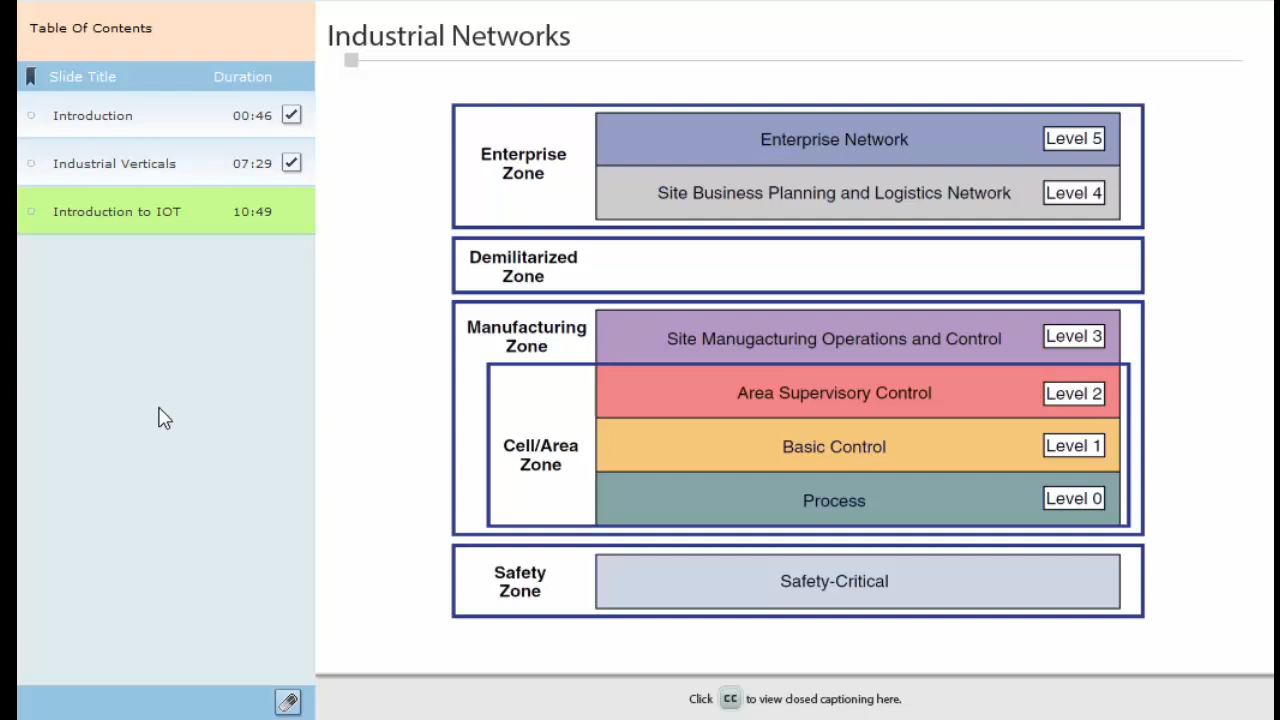 Table Of Contents
Slide Title Duration
Introduction 00:46
Industrial Verticals 07:29
Introduction to IOT 10:49
Industrial Networks
Enterprise
Zone
Enterprise Network Level 5
Site Business Planning and Logistics Network Level 4
Demilitarized
Zone
Manufacturing
Zone
Site Manugacturing Operations and Control Level 3
Cell/Area
Zone
Area Supervisory Control Level 2
Basic Control Level 1
Process Level 0
Safety
Zone
Safety-Critical
Click CC to view closed captioning here.